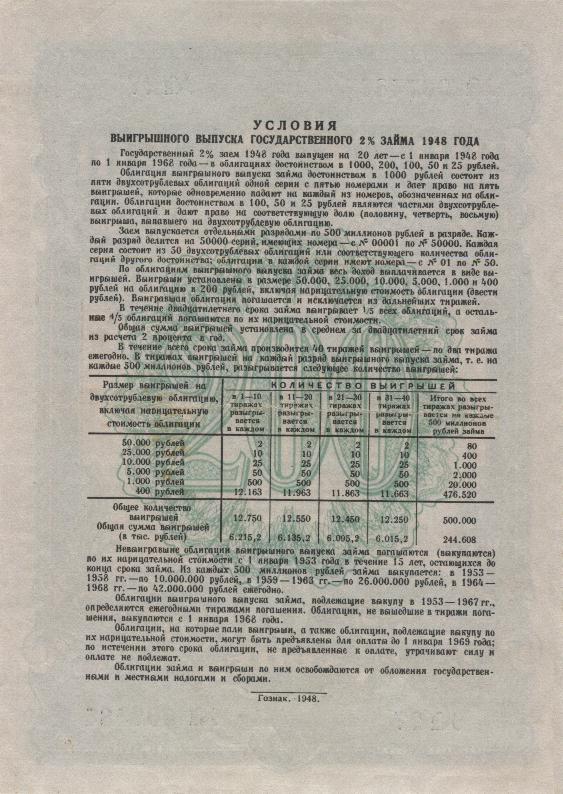 УСЛОВИЯ
ВЫИГРЫШНОГО ВЫПУСКА ГОСУДАРСТВЕННОГО 2% ЗАЙМА 1948 ГОДА
Государственный 2% заем 1948 года выпущен на 20 лет—с 1 января 1948 года
по 1 января 1968 года—в облигациях достоинством в 1000, 200, 100, 50 и 25 рублей.
Облигация выигрышного выпуска займа достоинством в 1000 рублей состоит из
пяти двухсотрублевых облигаций одной серии с пятью номерами и дает право на пять
выигрышей, которые одновременно падают на каждый из номеров, обозначенных на обли-
гации. Облигации достоинством в 100, 50 и 25 рублей являются частями двухсотрубле-
вых облигаций и дают право на соответствующую долю (половину, четверть, восьмую)
выигрыша, выпавшего на двухсотрублевую облигацию.
Заем выпускается отдельными разрядами по 500 миллионов рублей в разряде. Каж-
дый разряд делится на 50000 серий, имеющих номера—с № 00001 по № 50000. Каждая
серия состоит из 50 двухсотрублевых облигаций или соответствующего количества обли-
гаций другого достоинства; облигации в каждой серии имеют номера—с № 01 по № 50.
По облигациям выигрышного выпуска займа весь доход выплачивается в виде вы-
игрышей. Выигрыши установлены в размере 50.000, 25.000, 10.000, 5.000, 1.000 и 400
рублей на облигацию в 200 рублей, включая нарицательную стоимость облигации (двести
рублей). Выигравшая облигация погашается и исключается из дальнейших тиражей.
В течение двадцатилетнего срока займа выигрывает 1/5 всех облигаций, а осталь-
ные 4/5 облигаций погашаются по их нарицательной стоимости.
Общая сумма выигрышей установлена в среднем за двадцатилетний срок займа
из расчета 2 процента в год.
В течение всего срока займа производится 40 тиражей выигрышей—по два тиража
ежегодно. В тиражах выигрышей на каждый разряд выигрышного выпуска займа, т. е. на
каждые 500 миллионов рублей, разыгрывается следующее количество выигрышей:
Размер выигрышей на двухсотрублевую облигацию, включая нарицательную стоимость облигации
КОЛИЧЕСТВО ВЫИГРЫШЕЙ
в 1—10 тиражах разыгры- вается в каждом
в 11—20 тиражах разыгры- вается в каждом
в 21—30 тиражах разыгры- вается в каждом
в 31—40 тиражах разыгры- вается в каждом
Итого во всех тиражах разыгры- вается на каждые 500 миллионов рублей займа
50.000 рублей 2 2 2 2 80
25.000 рублей 10 10 10 10 400
10.000 рублей 25 25 25 25 1.000
5.000 рублей 50 50 50 50 2.000
1.000 рублей 500 500 500 500 20.000
400 рублей 12.163 11.963 11.863 11.663 476.520
Общее количество
выигрышей 12.750 12.550 12.450 12.250 500.000
Общая сумма выигрышей
(в тыс. рублей) 6.215,2 6.135,2 6.095,2 6.015,2 244.608
Невыигравшие облигации выигрышного выпуска займа погашаются (выкупаются)
по их нарицательной стоимости с 1 января 1953 года в течение 15 лет, остающихся до
конца срока займа. Из каждых 500 миллионов рублей займа выкупается: в 1953—
1958 гг.—по 10.000.000 рублей, в 1959—1963 гг.—по 26.000.000 рублей, в 1964—
1968 гг.—по 42.000.000 рублей ежегодно.
Облигации выигрышного выпуска займа, подлежащие выкупу в 1953—1967 гг.,
определяются ежегодными тиражами погашения. Облигации, не вышедшие в тиражи пога-
шения, выкупаются с 1 января 1968 года.
Облигации, на которые пали выигрыши, а также облигации, подлежащие выкупу по
их нарицательной стоимости, могут быть предъявлены для оплаты до 1 января 1969 года;
по истечении этого срока облигации, не предъявленные к оплате, утрачивают силу и
оплате не подлежат.
Облигации займа и выигрыши по ним освобождаются от обложения государствен-
ными и местными налогами и сборами.
Гознак. 1948.
200